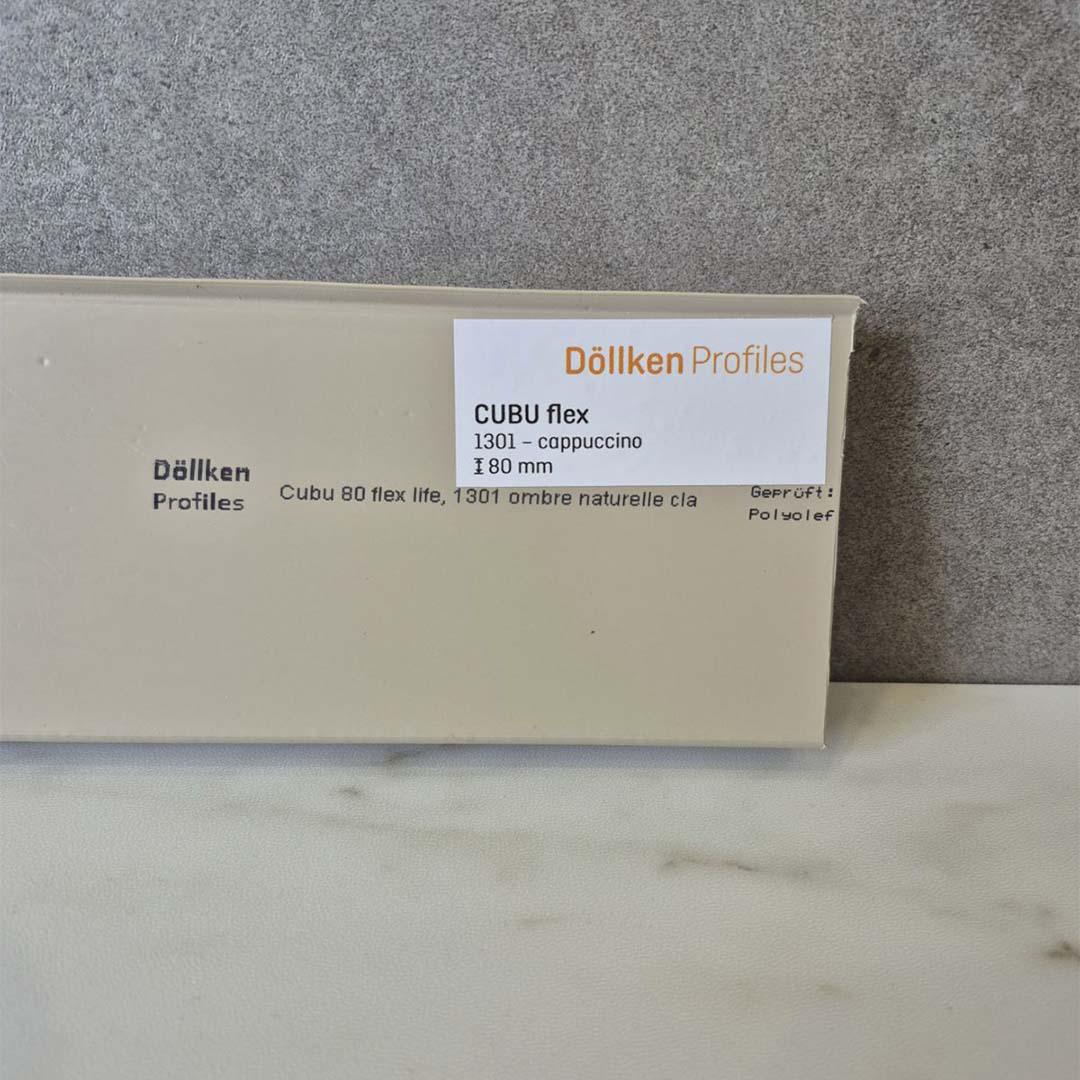 Döllken Profiles
CUBU flex
1301 – cappuccino
80 mm
Döllken
Profiles
Cubu 80 flex life, 1301 ombre naturelle cla
Geprüft:
Polyolef